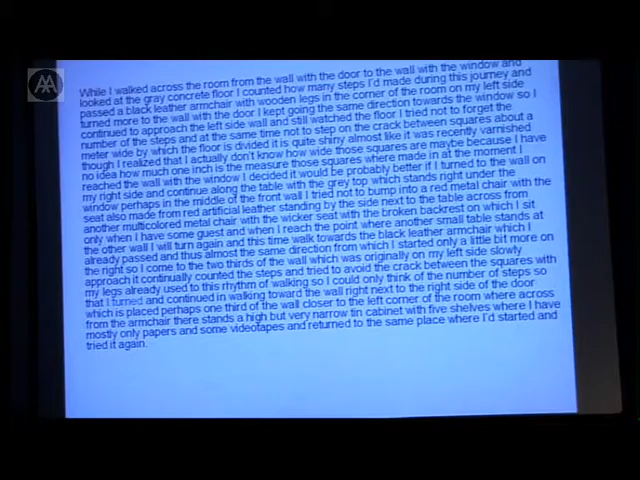 AA
While I walked across the room from the wall with the door to the wall with the window and
looked at the gray concrete floor I counted how many steps I'd made during this journey and
passed a black leather armchair with wooden legs in the corner of the room on my left side
turned more to the wall with the door I kept going the same direction towards the window so I
continued to approach the left side wall and still watched the floor I tried not to forget the
number of the steps and at the same time not to step on the crack between squares about a
meter wide by which the floor is divided it is quite shiny almost like it was recently varnished
though I realized that I actually don't know how wide those squares are maybe because I have
no idea how much one inch is the measure those squares where made in at the moment I
reached the wall with the window I decided it would be probably better if I turned to the wall on
my right side and continue along the table with the grey top which stands right under the
window perhaps in the middle of the front wall I tried not to bump into a red metal chair with the
seat also made from red artificial leather standing by the side next to the table across from
another multicolored metal chair with the wicker seat with the broken backrest on which I sit
only when I have some guest and when I reach the point where another small table stands at
the other wall I will turn again and this time walk towards the black leather armchair which I
already passed and thus almost the same direction from which I started only a little bit more on
the right so I come to the two thirds of the wall which was originally on my left side slowly
approach it continually counted the steps and tried to avoid the crack between the squares with
my legs already used to this rhythm of walking so I could only think of the number of steps so
that I turned and continued in walking toward the wall right next to the right side of the door
which is placed perhaps one third of the wall closer to the left corner of the room where across
from the armchair there stands a high but very narrow tin cabinet with five shelves where I have
mostly only papers and some videotapes and returned to the same place where I'd started and
tried it again.